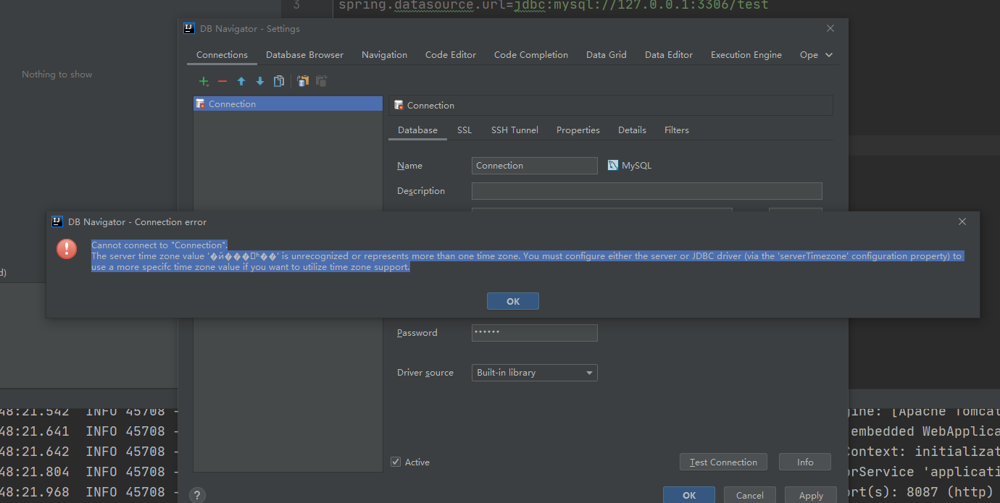 3 spring.datasource.url=jdbc:mysql://127.0.0.1:3306/test
DB Navigator - Settings
Connections Database Browser Navigation Code Editor Code Completion Data Grid Data Editor Execution Engine Ope
Nothing to show
Connection
Connection
Database SSL SSH Tunnel Properties Details Filters
Name Connection MySQL
Description
DB Navigator - Connection error
Cannot connect to "Connection".
The server time zone value '�й���׼ʱ��' is unrecognized or represents more than one time zone. You must configure either the server or JDBC driver (via the 'serverTimezone' configuration property) to
use a more specifc time zone value if you want to utilize time zone support.
d)
OK
Password ••••••
Driver source Built-in library
48:21.542 INFO 45708 - gine: [Apache Tomcat
48:21.641 INFO 45708 - embedded WebApplica
48:21.642 INFO 45708 - Context: initializat
48:21.804 INFO 45708 - orService 'applicati
48:21.968 INFO 45708 - ort(s): 8087 (http)
Active Test Connection Info
? OK Cancel Apply